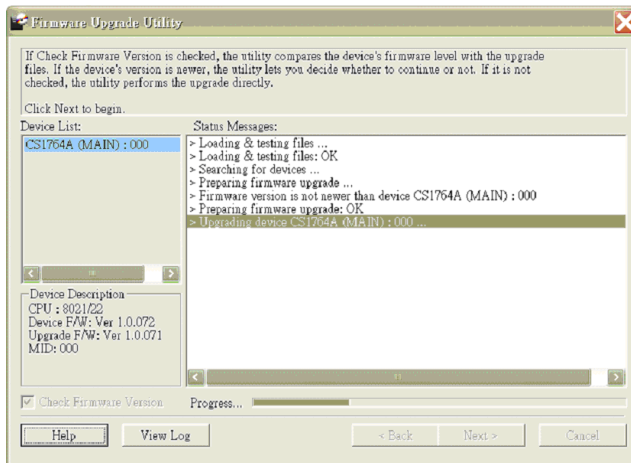 Firmware Upgrade Utility
If Check Firmware Version is checked, the utility compares the device's firmware level with the upgrade
files. If the device's version is newer, the utility lets you decide whether to continue or not. If it is not
checked, the utility performs the upgrade directly.
Click Next to begin.
Device List:
CS1764A (MAIN) : 000
Status Messages:
> Loading & testing files ...
> Loading & testing files: OK
> Searching for devices ...
> Preparing firmware upgrade ...
> Firmware version is not newer than device CS1764A (MAIN) : 000
> Preparing firmware upgrade: OK
> Upgrading device CS1764A (MAIN) : 000 ...
Device Description
CPU : 8021/22
Device F/W: Ver 1.0.072
Upgrade F/W: Ver 1.0.071
MID: 000
Check Firmware Version
Progress...
Help
View Log
< Back
Next >
Cancel